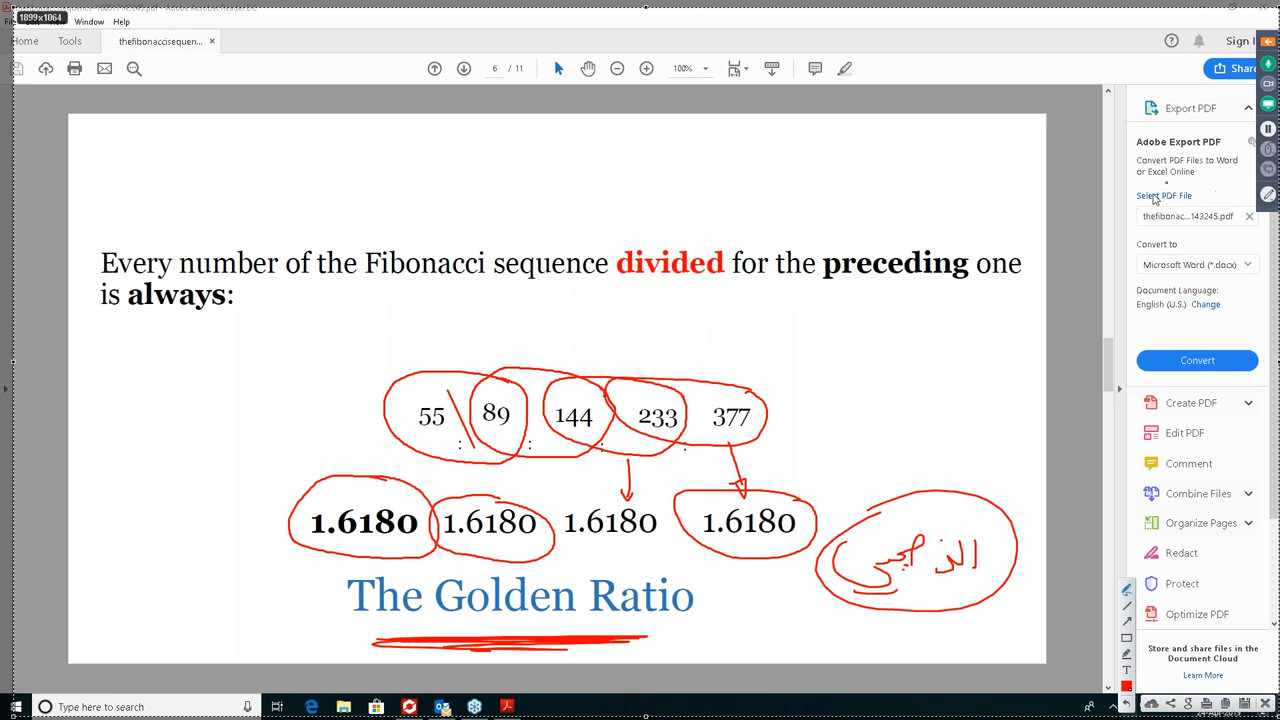 1899x1064
Window Help
Home Tools thefibonaccisequen... ×
Sign I
6 / 11 100%
Share
Export PDF
Adobe Export PDF
Convert PDF Files to Word
or Excel Online
Select PDF File
thefibonac...143245.pdf
Convert to
Microsoft Word (*.docx)
Document Language:
English (U.S.) Change
Convert
Create PDF
Edit PDF
Comment
Combine Files
Organize Pages
Redact
Protect
Optimize PDF
Store and share files in the
Document Cloud
Learn More
Every number of the Fibonacci sequence divided for the preceding one
is always:
55 89 144 233 377
: : : :
1.6180 1.6180 1.6180 1.6180
The Golden Ratio
Type here to search